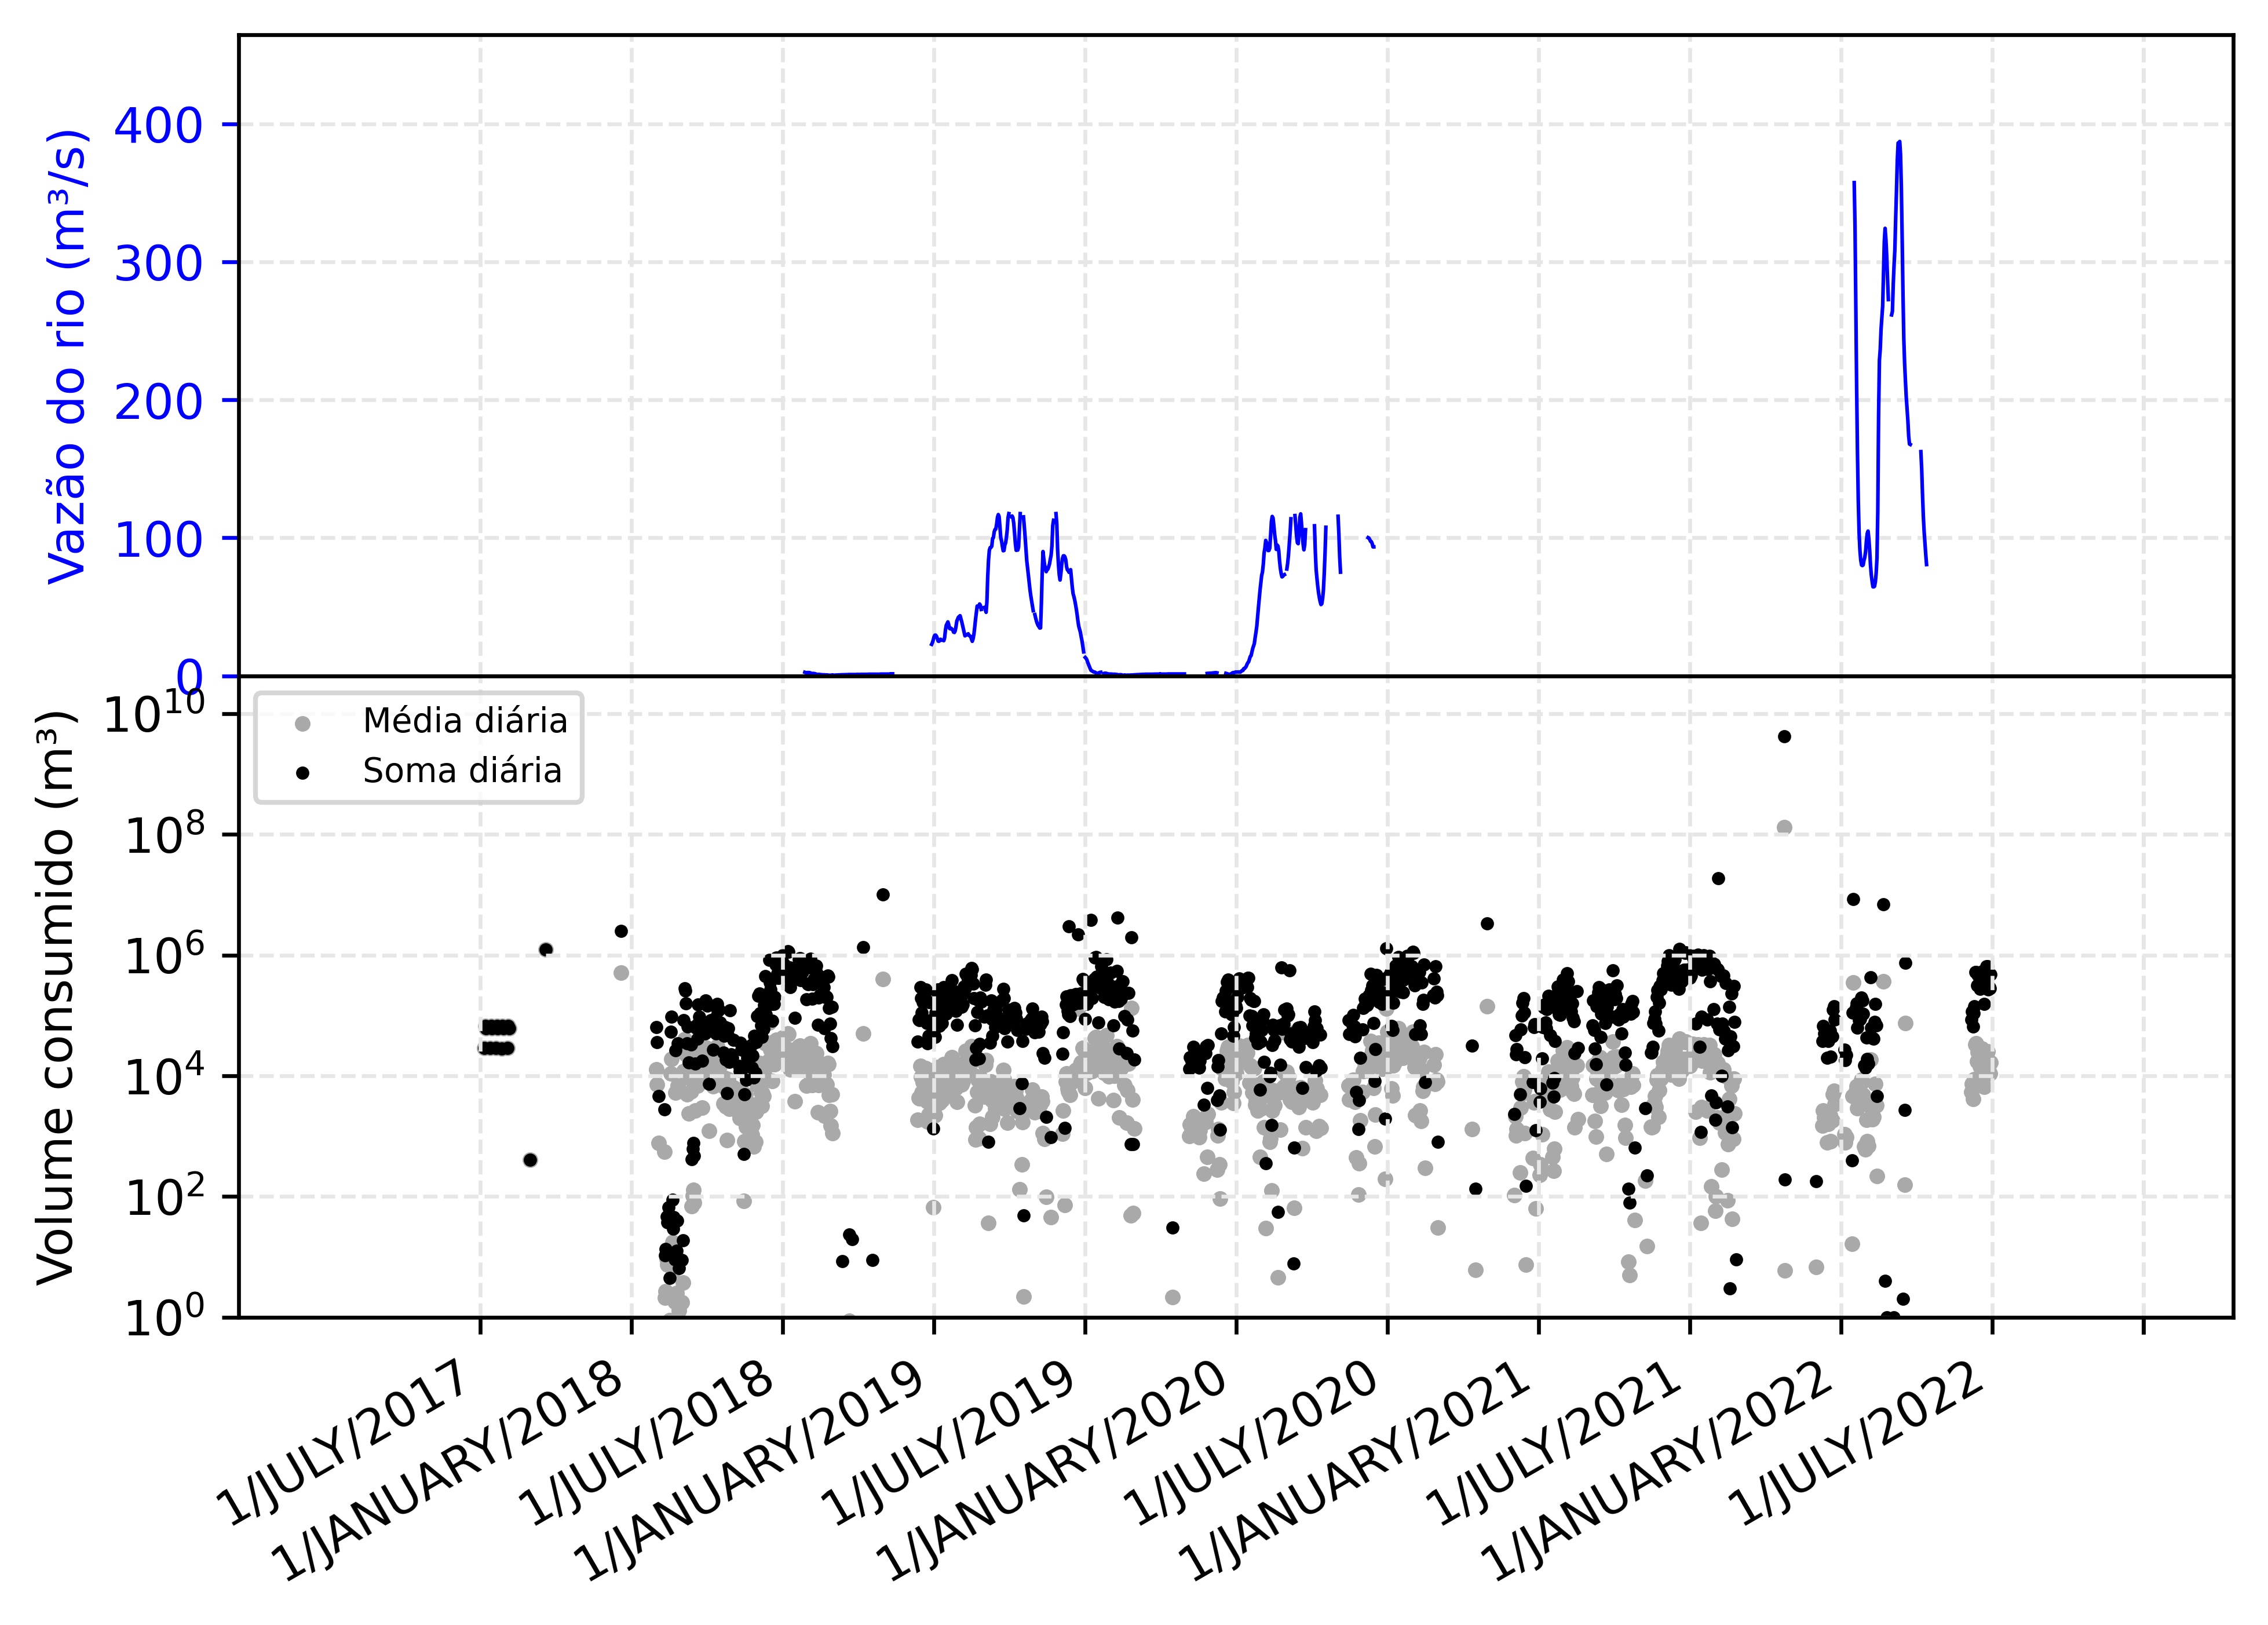 Vazão do rio (m³/s)
400
300
200
100
0
Volume consumido (m³)
10¹⁰
10⁸
10⁶
10⁴
10²
10⁰
Média diária
Soma diária
1/JULY/2017
1/JANUARY/2018
1/JULY/2018
1/JANUARY/2019
1/JULY/2019
1/JANUARY/2020
1/JULY/2020
1/JANUARY/2021
1/JULY/2021
1/JANUARY/2022
1/JULY/2022